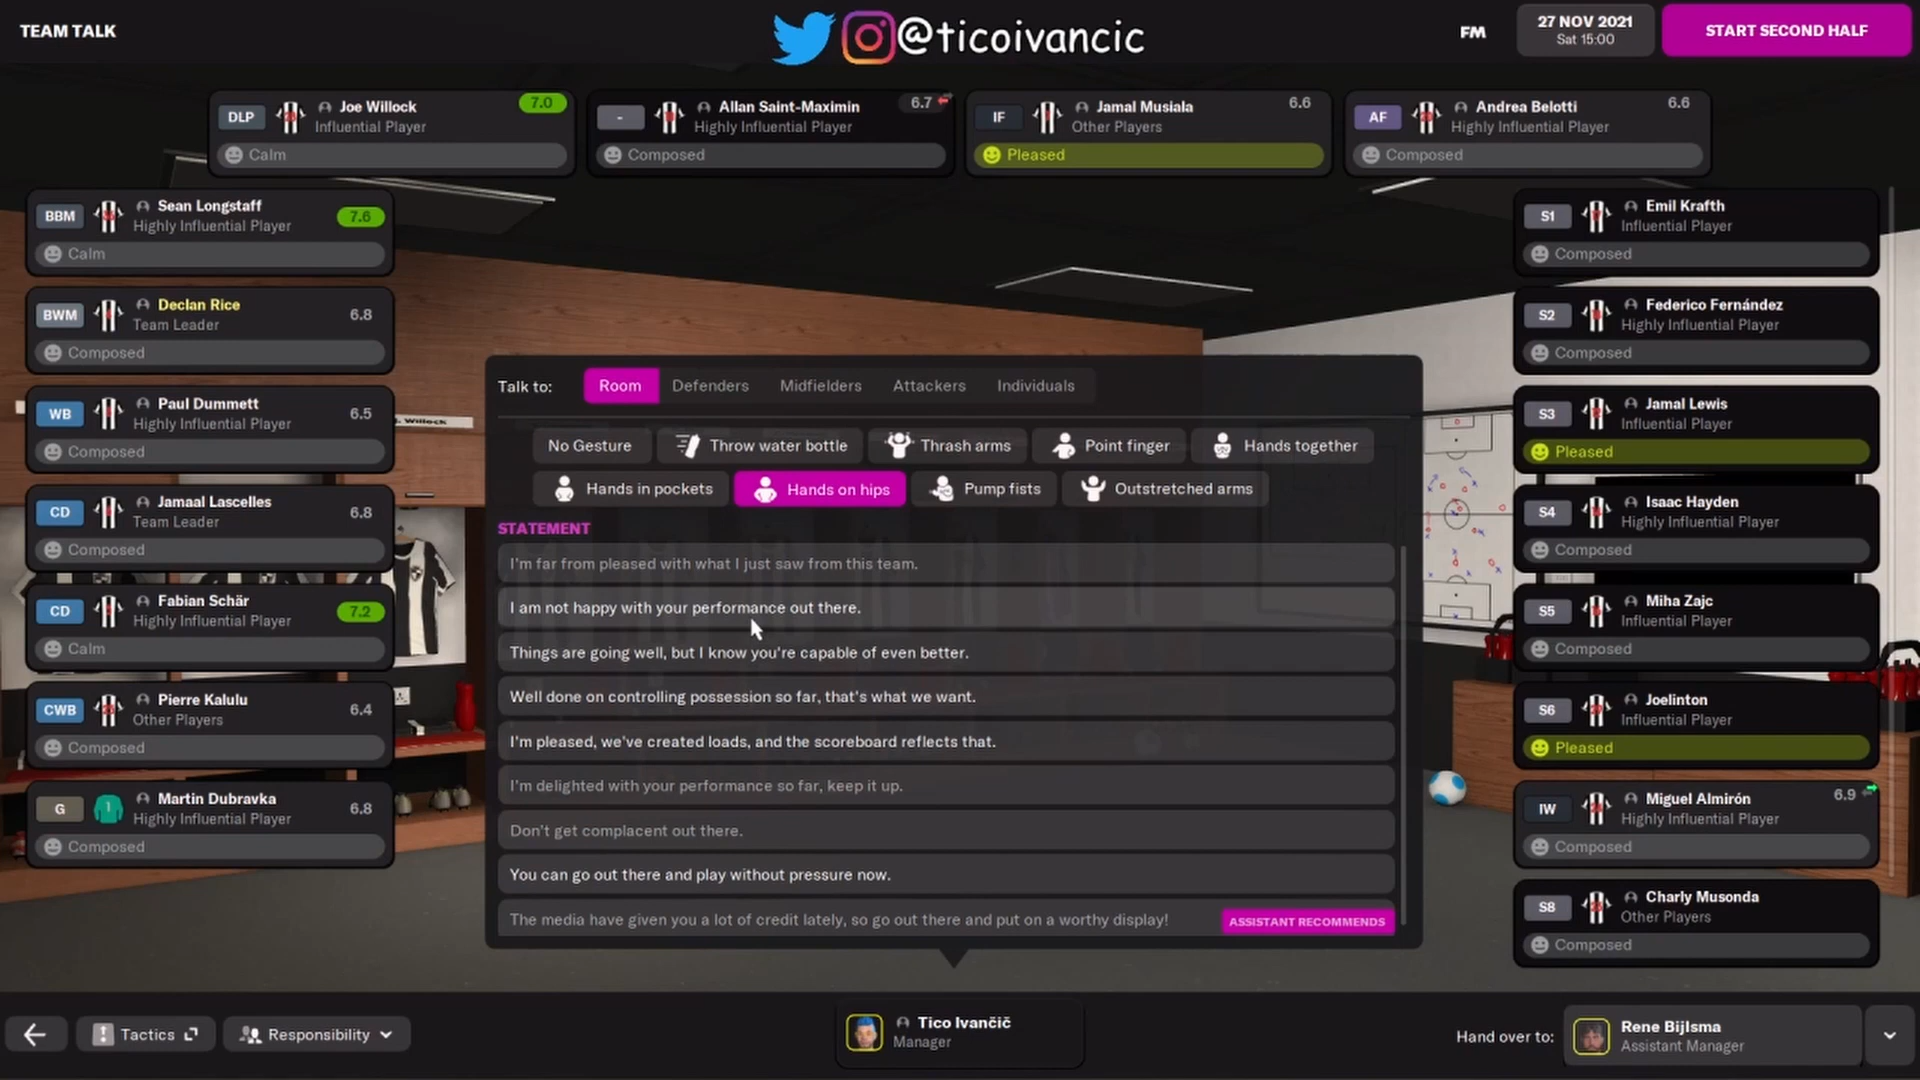 TEAM TALK
@ticoivancic
FM
27 NOV 2021
Sat 15:00
START SECOND HALF
DLP
Joe Willock
Influential Player
7.0
Calm
-
Allan Saint-Maximin
Highly Influential Player
6.7
Composed
IF
Jamal Musiala
Other Players
6.6
Pleased
AF
Andrea Belotti
Highly Influential Player
6.6
Composed
BBM
Sean Longstaff
Highly Influential Player
7.6
Calm
BWM
Declan Rice
Team Leader
6.8
Composed
WB
Paul Dummett
Highly Influential Player
6.5
Composed
CD
Jamaal Lascelles
Team Leader
6.8
Composed
CD
Fabian Schär
Highly Influential Player
7.2
Calm
CWB
Pierre Kalulu
Other Players
6.4
Composed
G
Martin Dubravka
Highly Influential Player
6.8
Composed
J. Willock
Talk to:
Room
Defenders
Midfielders
Attackers
Individuals
No Gesture
Throw water bottle
Thrash arms
Point finger
Hands together
Hands in pockets
Hands on hips
Pump fists
Outstretched arms
STATEMENT
I'm far from pleased with what I just saw from this team.
I am not happy with your performance out there.
Things are going well, but I know you're capable of even better.
Well done on controlling possession so far, that's what we want.
I'm pleased, we've created loads, and the scoreboard reflects that.
I'm delighted with your performance so far, keep it up.
Don't get complacent out there.
You can go out there and play without pressure now.
The media have given you a lot of credit lately, so go out there and put on a worthy display!
ASSISTANT RECOMMENDS
S1
Emil Krafth
Influential Player
Composed
S2
Federico Fernández
Highly Influential Player
Composed
S3
Jamal Lewis
Influential Player
Pleased
S4
Isaac Hayden
Highly Influential Player
Composed
S5
Miha Zajc
Influential Player
Composed
S6
Joelinton
Influential Player
Pleased
IW
Miguel Almirón
Highly Influential Player
6.9
Composed
S8
Charly Musonda
Other Players
Composed
Tactics
Responsibility
Tico Ivančič
Manager
Hand over to:
Rene Bijlsma
Assistant Manager